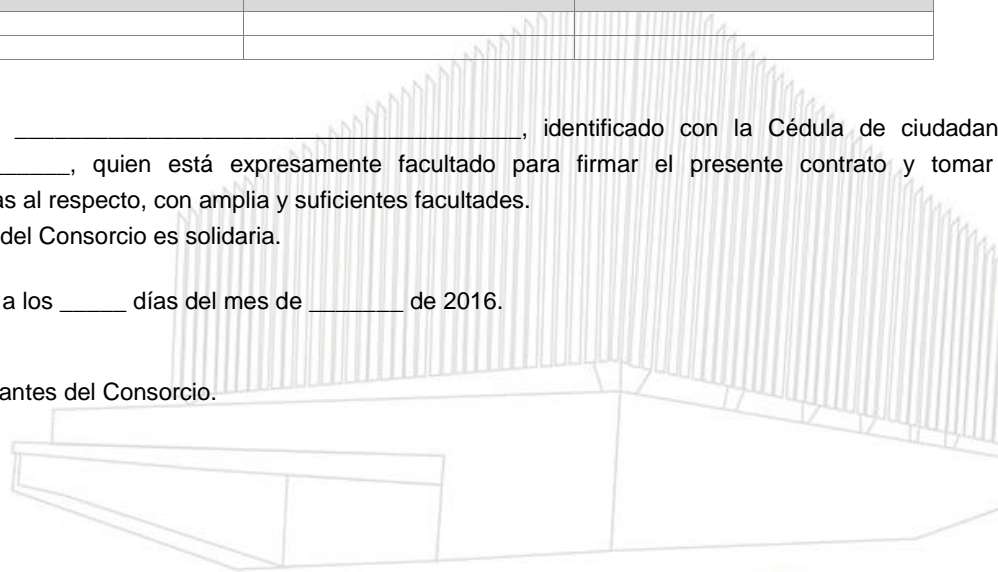 _______________________________________, identificado con la Cédula de ciudadan
_____, quien está expresamente facultado para firmar el presente contrato y tomar
as al respecto, con amplia y suficientes facultades.
del Consorcio es solidaria.
a los _____ días del mes de _______ de 2016.
antes del Consorcio.